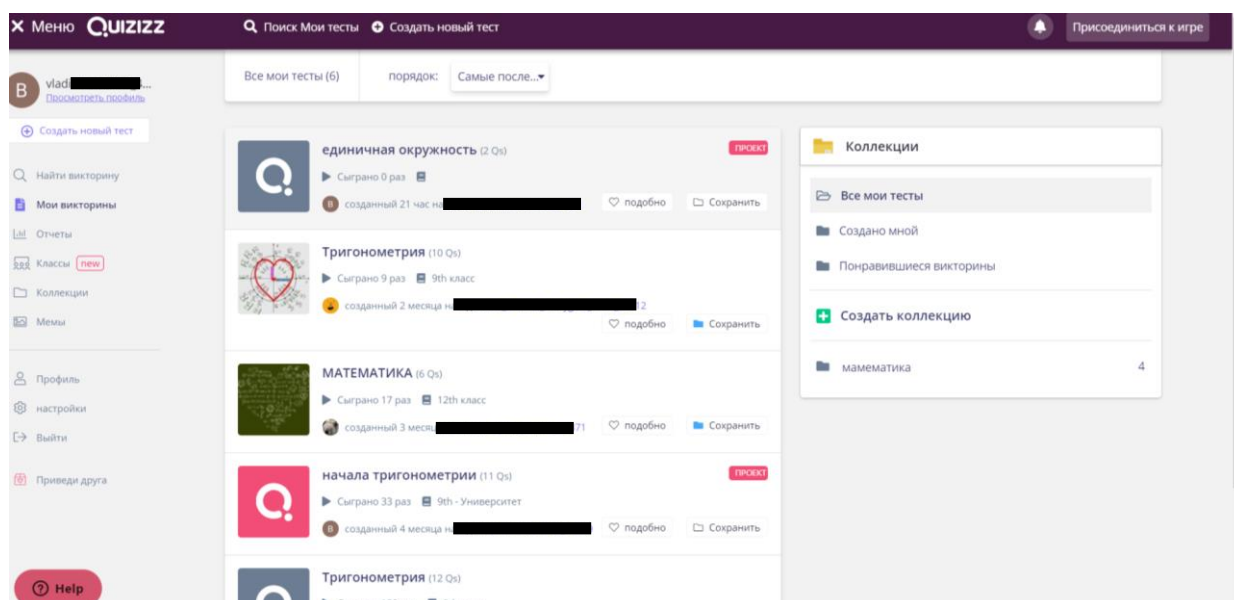 × Меню QUIZIZZ Поиск Мои тесты Создать новый тест Присоединиться к игре
B
vladi ...
Просмотреть профиль
Создать новый тест
Найти викторину
Мои викторины
Отчеты
Классы new
Коллекции
Мемы
Профиль
настройки
Выйти
Приведи друга
Help
Все мои тесты (6) порядок: Самые после...
единичная окружность (2 Qs) ПРОЕКТ
Сыграно 0 раз
B созданный 21 час на подобно Сохранить
Тригонометрия (10 Qs)
Сыграно 9 раз 9th класс
созданный 2 месяца н 12
подобно Сохранить
МАТЕМАТИКА (6 Qs)
Сыграно 17 раз 12th класс
созданный 3 месяц 71 подобно Сохранить
начала тригонометрии (11 Qs) ПРОЕКТ
Сыграно 33 раз 9th - Университет
B созданный 4 месяца н подобно Сохранить
Тригонометрия (12 Qs)
Коллекции
Все мои тесты
Создано мной
Понравившиеся викторины
Создать коллекцию
мамематика 4